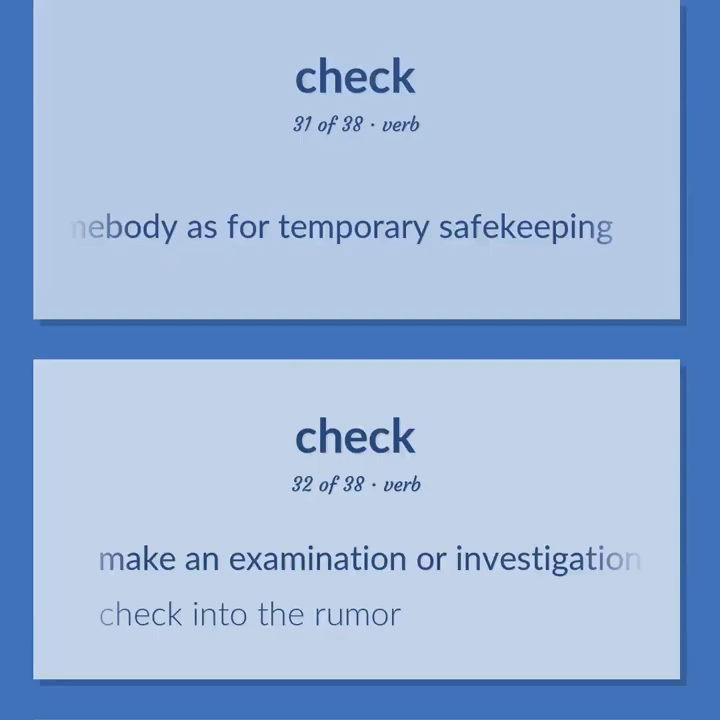 check
31 of 38 · verb
nebody as for temporary safekeeping
check
32 of 38 · verb
make an examination or investigation
check into the rumor